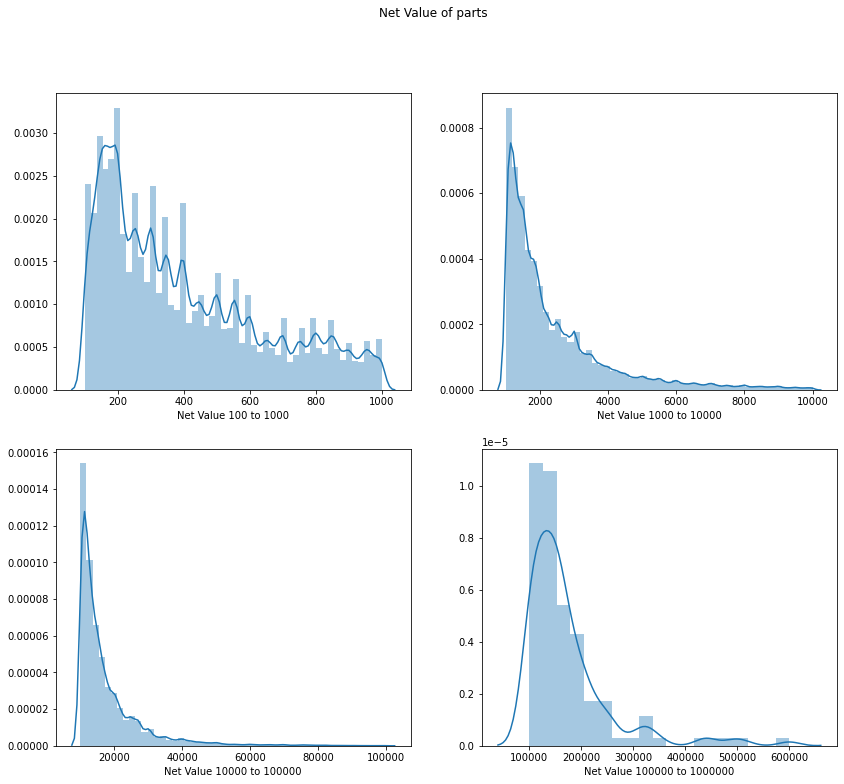 Net Value of parts
0.0030
0.0025
0.0020
0.0015
0.0010
0.0005
0.0000
200 400 600 800 1000
Net Value 100 to 1000
0.0008
0.0006
0.0004
0.0002
0.0000
2000 4000 6000 8000 10000
Net Value 1000 to 10000
0.00016
0.00014
0.00012
0.00010
0.00008
0.00006
0.00004
0.00002
0.00000
20000 40000 60000 80000 100000
Net Value 10000 to 100000
1e−5
1.0
0.8
0.6
0.4
0.2
0.0
100000 200000 300000 400000 500000 600000
Net Value 100000 to 1000000